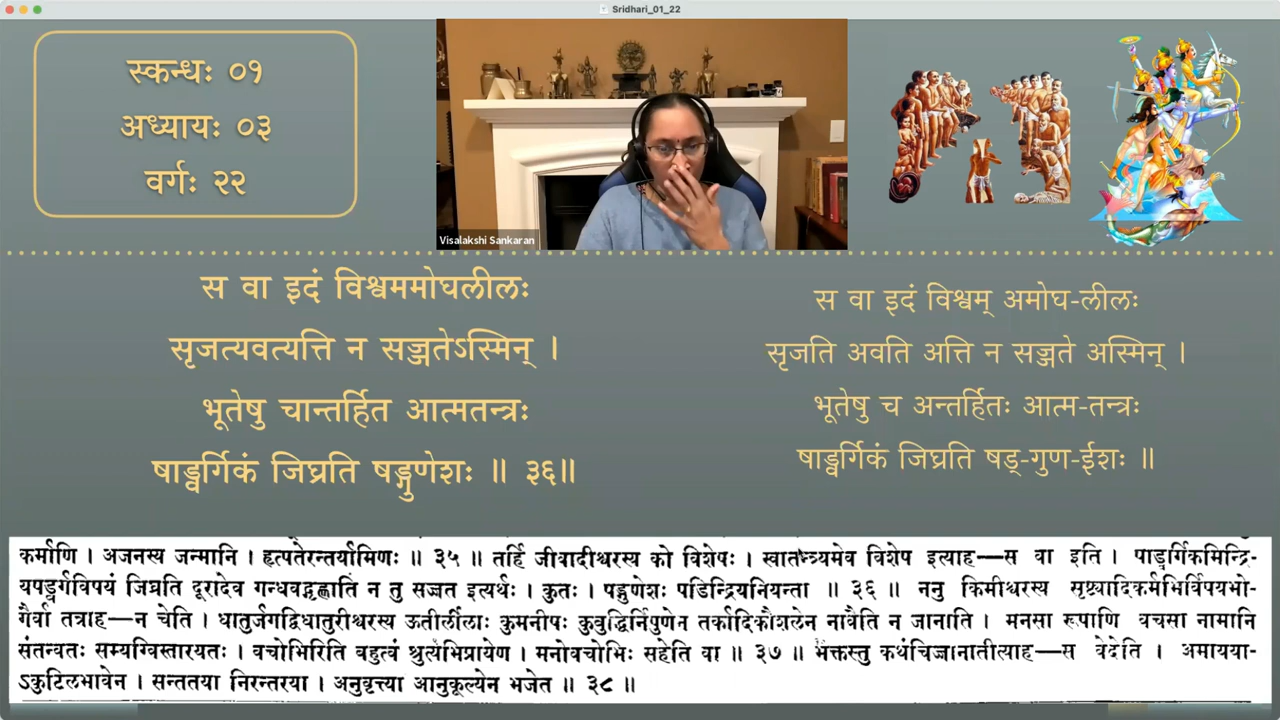 Sridhari_01_22
स्कन्धः ०१
अध्यायः ०३
वर्गः २२
Visalakshi Sankaran
स वा इदं विश्वममोघलीलः
सृजत्यवत्यत्ति न सज्जतेऽस्मिन् ।
भूतेषु चान्तर्हित आत्मतन्त्रः
षाड्वर्गिकं जिघ्रति षड्गुणेशः ॥ ३६॥
स वा इदं विश्वम् अमोघ-लीलः
सृजति अवति अत्ति न सज्जते अस्मिन् ।
भूतेषु च अन्तर्हितः आत्म-तन्त्रः
षाड्वर्गिकं जिघ्रति षड्-गुण-ईशः ॥
कर्माणि । अजनस्य जन्मानि । हृत्पतेरन्तर्यामिणः ॥ ३५ ॥ तर्हि जीवादीश्वरस्य को विशेषः । स्वातन्त्र्यमेव विशेष इत्याह—स वा इति । षाड्वर्गिकमिन्द्रि-
यषड्वर्गविषयं जिघ्रति दूरादेव गन्धवद्गृह्णाति न तु सज्जत इत्यर्थः । कुतः । षड्गुणेशः षडिन्द्रियनियन्ता ॥ ३६ ॥ ननु किमीश्वरस्य सृष्ट्यादिकर्मभिर्विषयभो-
गैर्वा तत्राह—न चेति । धातुर्जगद्विधातुरीश्वरस्य ऊतीर्लीलाः कुमनीषः कुबुद्धिर्निपुणेन तर्कादिकौशलेन नावैति न जानाति । मनसा रूपाणि वचसा नामानि
संतन्वतः सम्यग्विस्तारयतः । वचोभिरिति बहुत्वं श्रुत्यभिप्रायेण । मनोवचोभिः सहेति वा ॥ ३७ ॥ भक्तस्तु कथंचिज्जानातीत्याह—स वेदेति । अमायया-
ऽकुटिलभावेन । सन्ततया निरन्तरया । अनुवृत्त्या आनुकूल्येन भजेत ॥ ३८ ॥